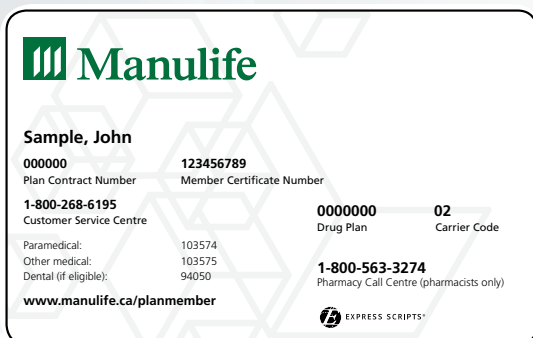 Manulife
Sample, John
000000 123456789
Plan Contract Number Member Certificate Number
1-800-268-6195
Customer Service Centre
0000000 02
Drug Plan Carrier Code
Paramedical: 103574
Other medical: 103575
Dental (if eligible): 94050
1-800-563-3274
Pharmacy Call Centre (pharmacists only)
www.manulife.ca/planmember
EXPRESS SCRIPTS®